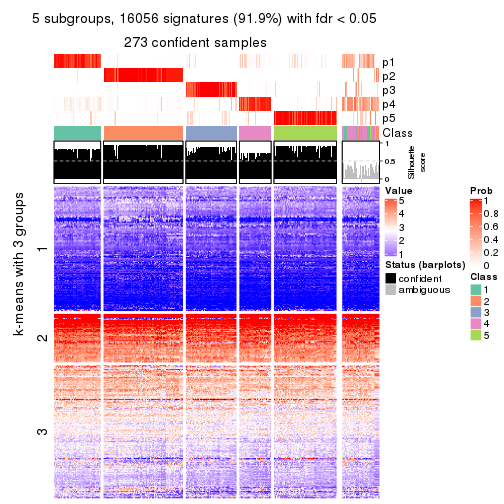 5 subgroups, 16056 signatures (91.9%) with fdr < 0.05
273 confident samples
p1
p2
p3
p4
p5
Class
1
0.5
0
Silhouette
score
k-means with 3 groups
1
2
3
Value
5
4
3
2
1
Status (barplots)
confident
ambiguous
Prob
1
0.8
0.6
0.4
0.2
0
Class
1
2
3
4
5